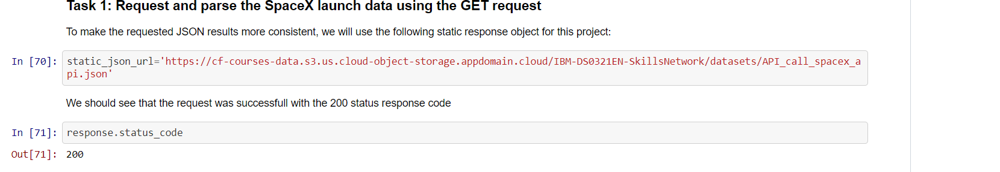 Task 1: Request and parse the SpaceX launch data using the GET request
To make the requested JSON results more consistent, we will use the following static response object for this project:
In [70]: static_json_url='https://cf-courses-data.s3.us.cloud-object-storage.appdomain.cloud/IBM-DS0321EN-SkillsNetwork/datasets/API_call_spacex_a
pi.json'
We should see that the request was successfull with the 200 status response code
In [71]: response.status_code
Out[71]: 200